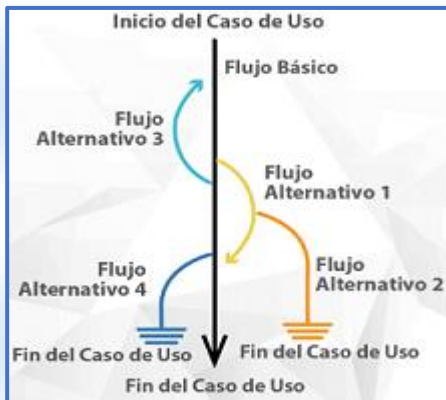 Inicio del Caso de Uso
Flujo Básico
Flujo
Alternativo 3
Flujo
Alternativo 1
Flujo
Alternativo 4
Flujo
Alternativo 2
Fin del Caso de Uso
Fin del Caso de Uso
Fin del Caso de Uso